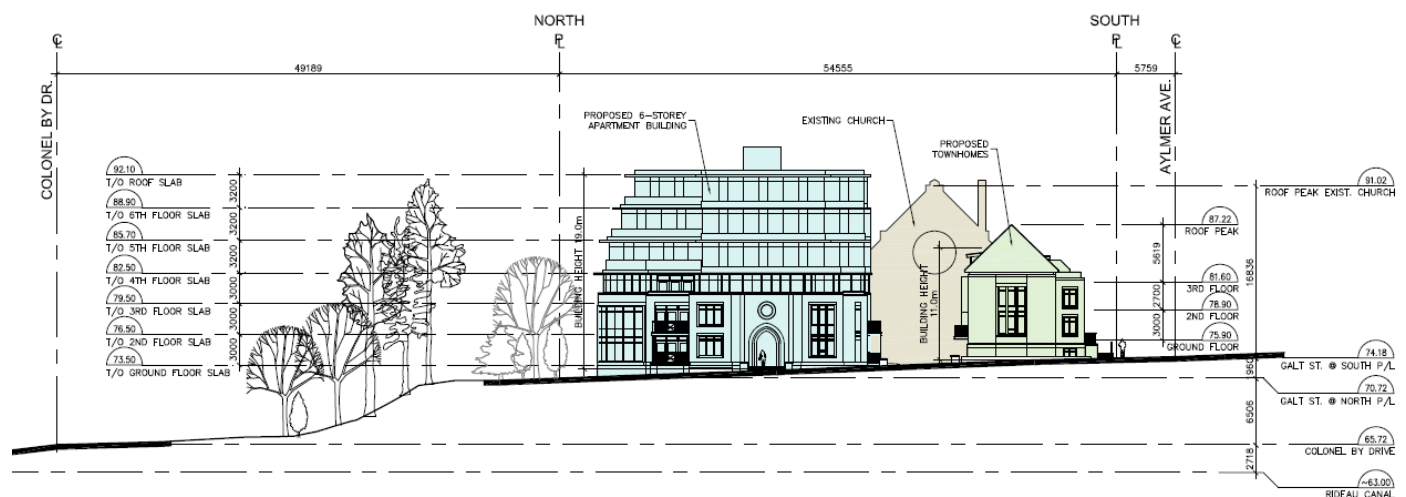 NORTH
SOUTH
℄
P̲L
P̲L
℄
49189
54555
5759
COLONEL BY DR.
AYLMER AVE.
PROPOSED 6-STOREY
APARTMENT BUILDING
EXISTING CHURCH
PROPOSED
TOWNHOMES
92.10
T/O ROOF SLAB
3200
88.90
T/O 6TH FLOOR SLAB
3200
85.70
T/O 5TH FLOOR SLAB
3200
82.50
T/O 4TH FLOOR SLAB
3000
79.50
T/O 3RD FLOOR SLAB
3000
76.50
T/O 2ND FLOOR SLAB
3000
73.50
T/O GROUND FLOOR SLAB
BUILDING HEIGHT 19.0m
BUILDING HEIGHT
11.0m
91.02
ROOF PEAK EXIST. CHURCH
87.22
ROOF PEAK
5619
16836
81.60
3RD FLOOR
2700
78.90
2ND FLOOR
3000
75.90
GROUND FLOOR
74.18
GALT ST. @ SOUTH P/L
70.72
GALT ST. @ NORTH P/L
6506
65.72
COLONEL BY DRIVE
2718
~63.00
RIDEAU CANAL